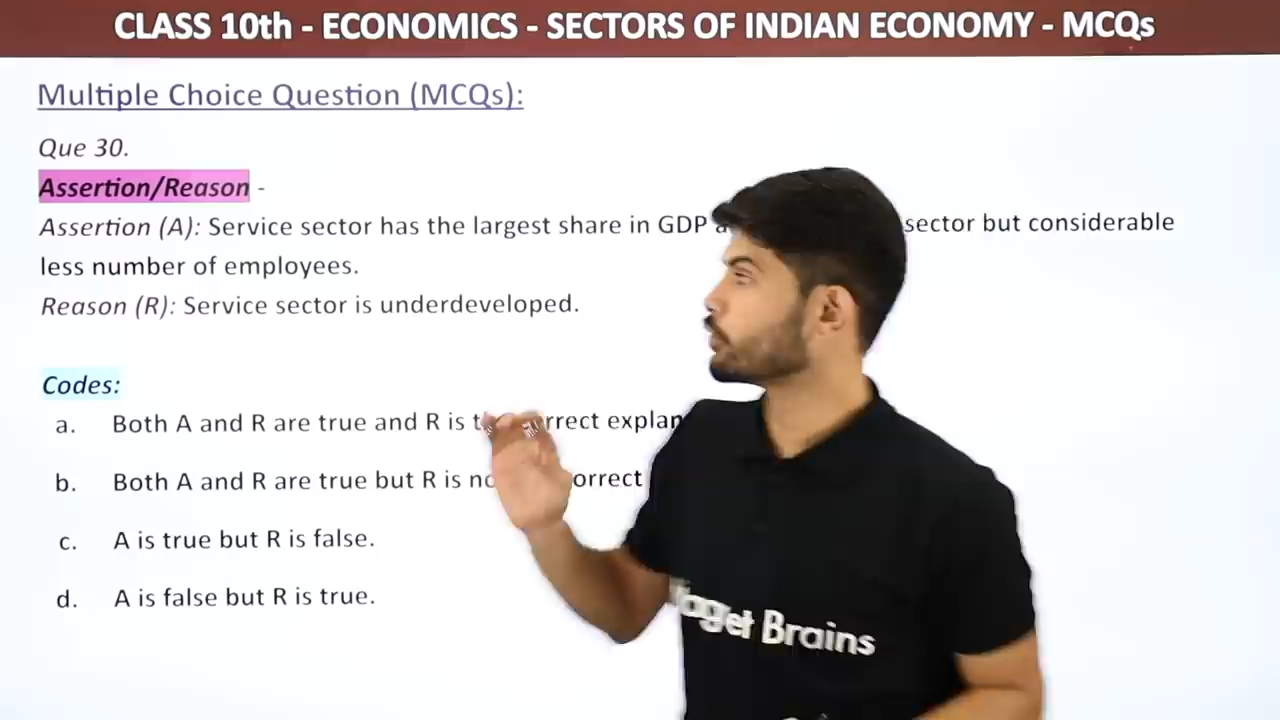 CLASS 10th - ECONOMICS - SECTORS OF INDIAN ECONOMY - MCQs
Multiple Choice Question (MCQs):
Que 30.
Assertion/Reason -
Assertion (A): Service sector has the largest share in GDP sector but considerable
less number of employees.
Reason (R): Service sector is underdeveloped.
Codes:
a. Both A and R are true and R is
b. Both A and R are true but R is
c. A is true but R is false.
d. A is false but R is true.
Brains